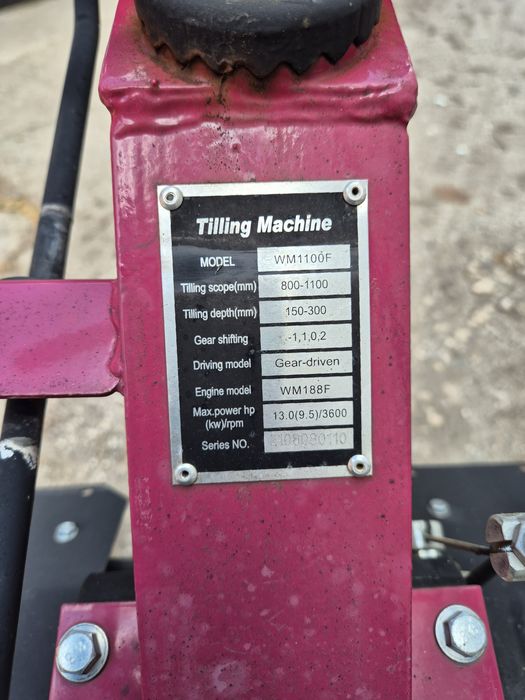 Tilling Machine
MODEL WM1100F
Tilling scope(mm) 800-1100
Tilling depth(mm) 150-300
Gear shifting -1,1,0,2
Driving model Gear-driven
Engine model WM188F
Max.power hp 13.0(9.5)/3600
(kw)/rpm
Series NO.